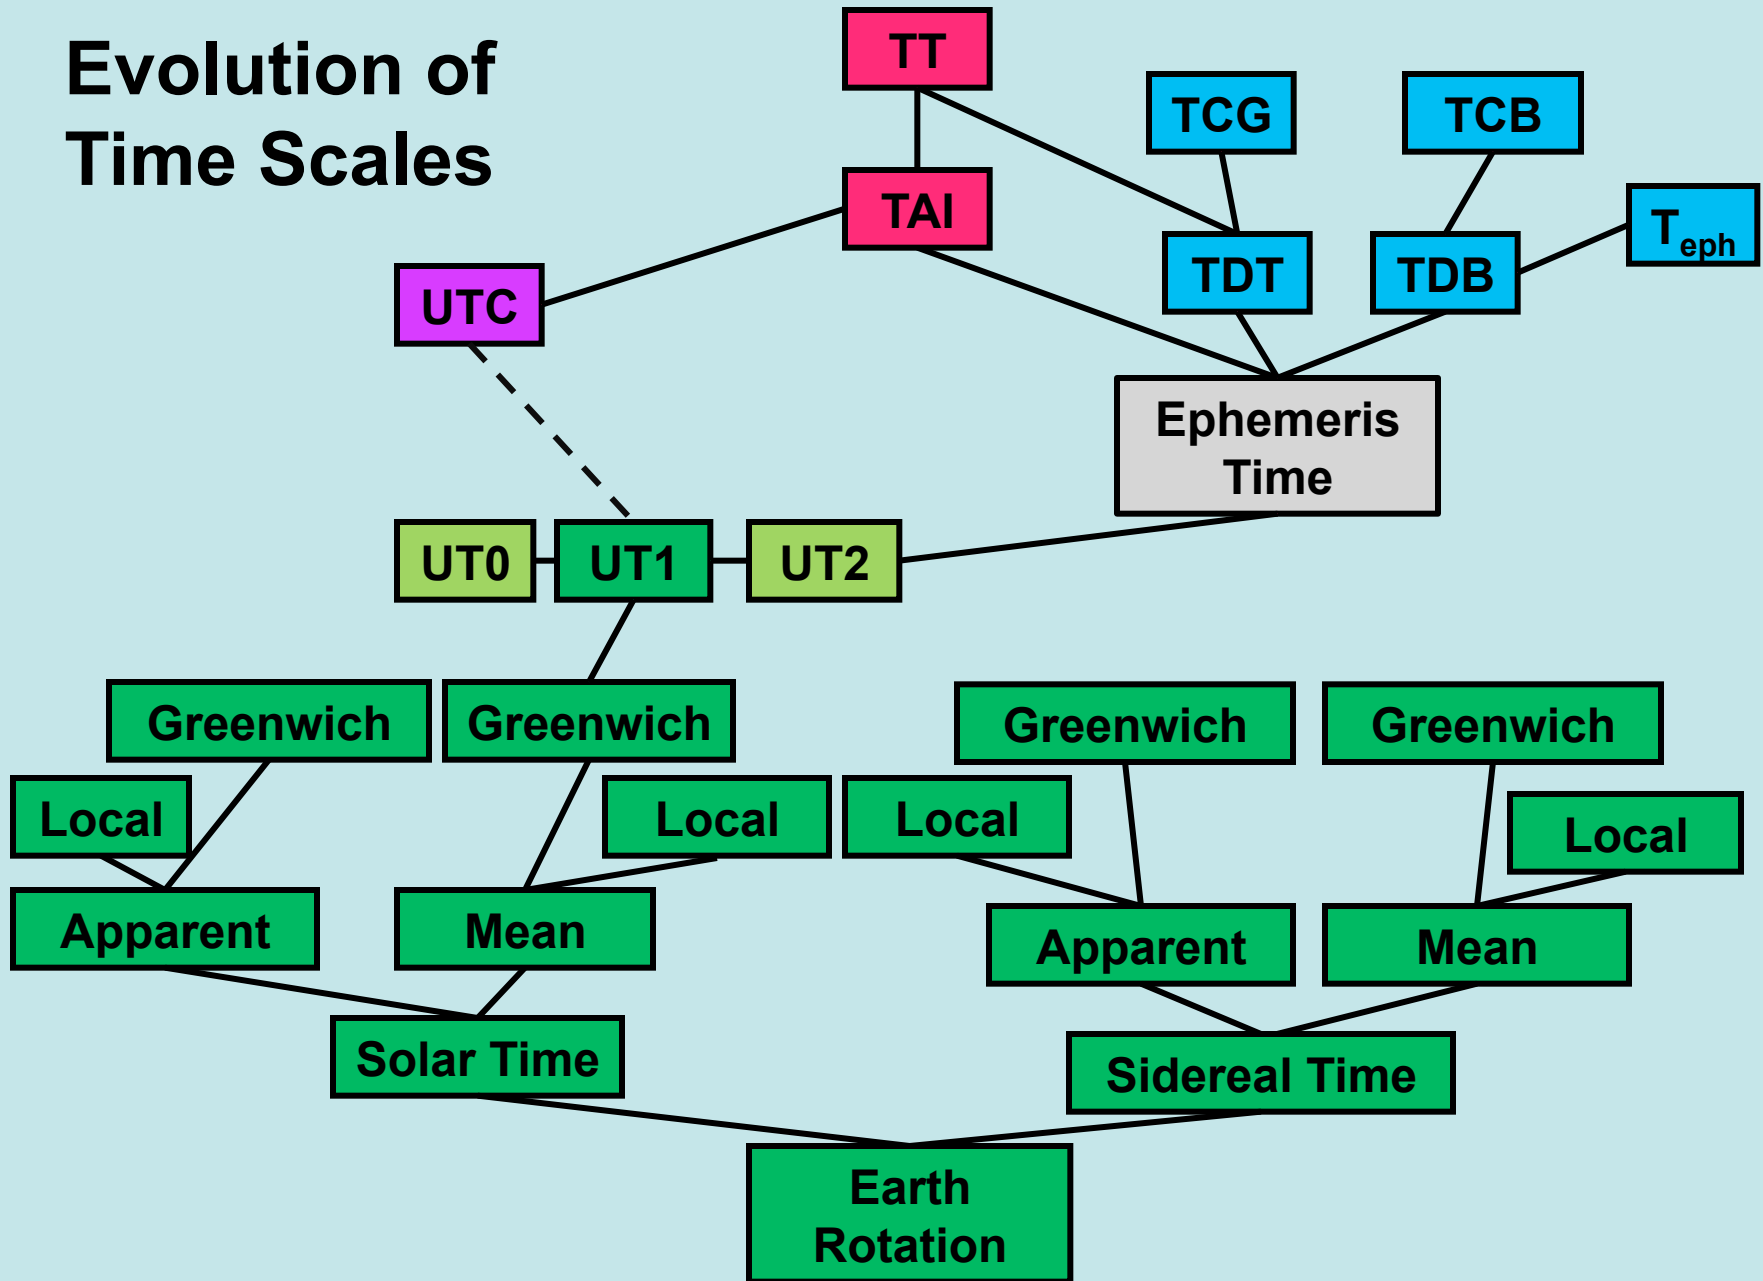 Evolution of
Time Scales
TT
TCG
TCB
TAI
T eph
TDT
TDB
UTC
Ephemeris
Time
UT0
UT1
UT2
Greenwich
Greenwich
Greenwich
Greenwich
Local
Local
Local
Local
Apparent
Mean
Apparent
Mean
Solar Time
Sidereal Time
Earth
Rotation